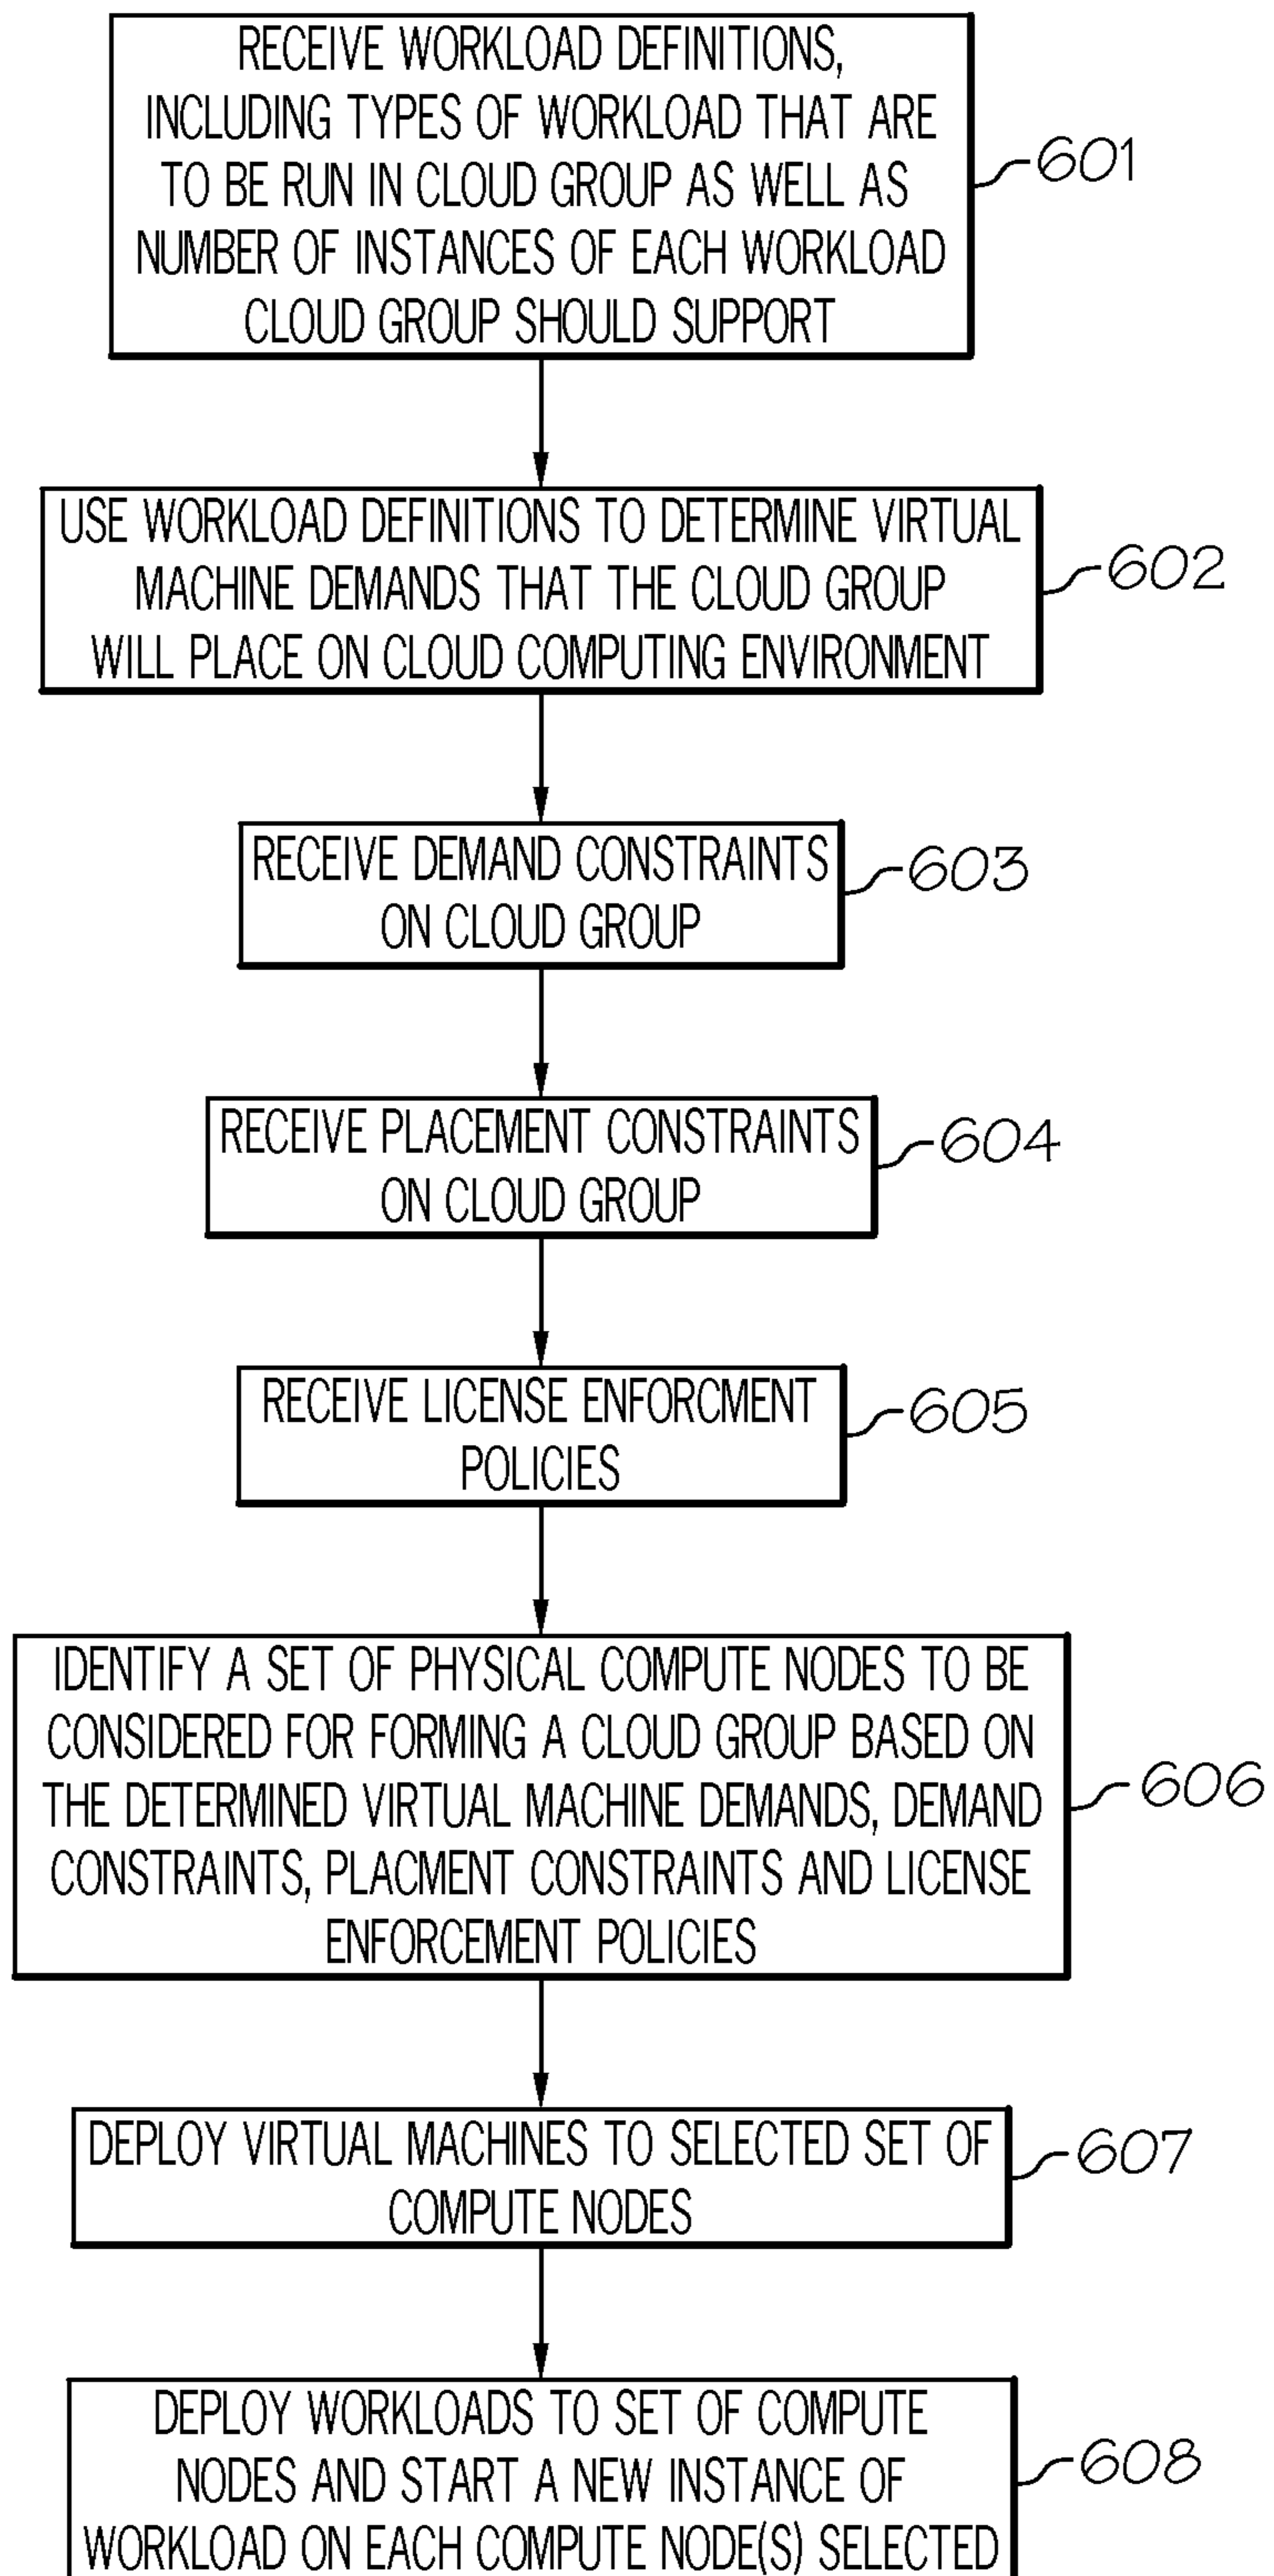 RECEIVE WORKLOAD DEFINITIONS,
INCLUDING TYPES OF WORKLOAD THAT ARE
TO BE RUN IN CLOUD GROUP AS WELL AS
NUMBER OF INSTANCES OF EACH WORKLOAD
CLOUD GROUP SHOULD SUPPORT
601
USE WORKLOAD DEFINITIONS TO DETERMINE VIRTUAL
MACHINE DEMANDS THAT THE CLOUD GROUP
WILL PLACE ON CLOUD COMPUTING ENVIRONMENT
602
RECEIVE DEMAND CONSTRAINTS
ON CLOUD GROUP
603
RECEIVE PLACEMENT CONSTRAINTS
ON CLOUD GROUP
604
RECEIVE LICENSE ENFORCMENT
POLICIES
605
IDENTIFY A SET OF PHYSICAL COMPUTE NODES TO BE
CONSIDERED FOR FORMING A CLOUD GROUP BASED ON
THE DETERMINED VIRTUAL MACHINE DEMANDS, DEMAND
CONSTRAINTS, PLACMENT CONSTRAINTS AND LICENSE
ENFORCEMENT POLICIES
606
DEPLOY VIRTUAL MACHINES TO SELECTED SET OF
COMPUTE NODES
607
DEPLOY WORKLOADS TO SET OF COMPUTE
NODES AND START A NEW INSTANCE OF
WORKLOAD ON EACH COMPUTE NODE(S) SELECTED
608